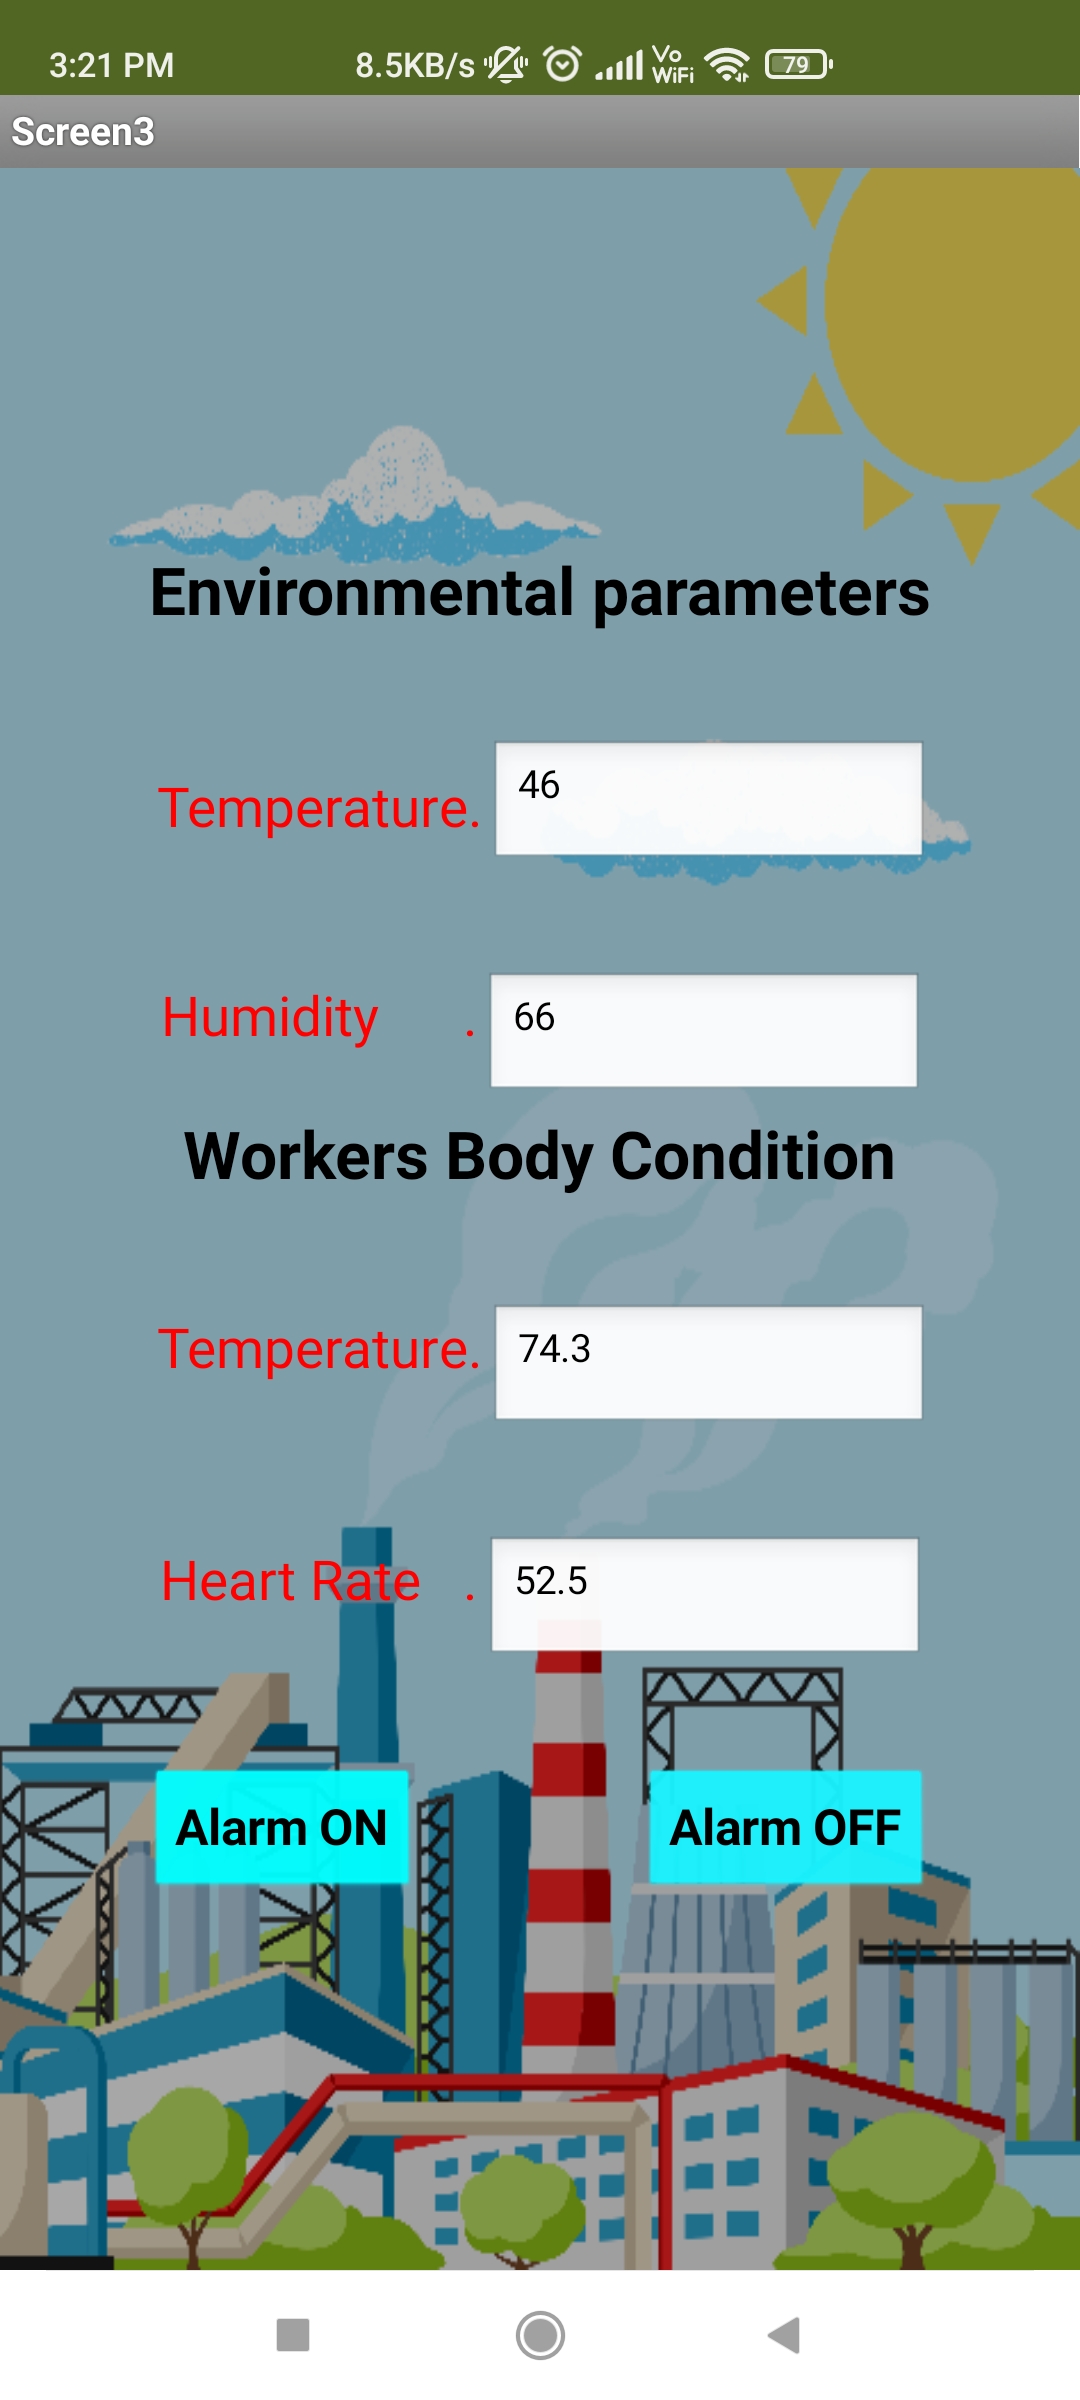 3:21 PM 8.5KB/s Vo WiFi 79
Screen3
Environmental parameters
Temperature. 46
Humidity . 66
Workers Body Condition
Temperature. 74.3
Heart Rate . 52.5
Alarm ON Alarm OFF